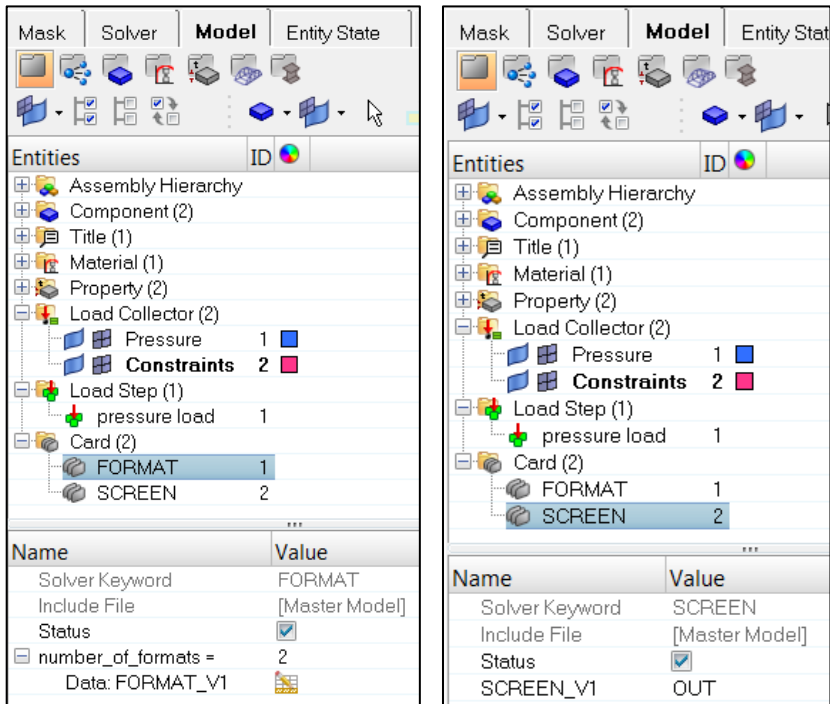 Mask Solver Model Entity State
Entities ID
Assembly Hierarchy
Component (2)
Title (1)
Material (1)
Property (2)
Load Collector (2)
Pressure 1
Constraints 2
Load Step (1)
pressure load 1
Card (2)
FORMAT 1
SCREEN 2
Name Value
Solver Keyword FORMAT
Include File [Master Model]
Status
number_of_formats = 2
Data: FORMAT_V1
Mask Solver Model Entity Stat
Entities ID
Assembly Hierarchy
Component (2)
Title (1)
Material (1)
Property (2)
Load Collector (2)
Pressure 1
Constraints 2
Load Step (1)
pressure load 1
Card (2)
FORMAT 1
SCREEN 2
Name Value
Solver Keyword SCREEN
Include File [Master Model]
Status
SCREEN_V1 OUT